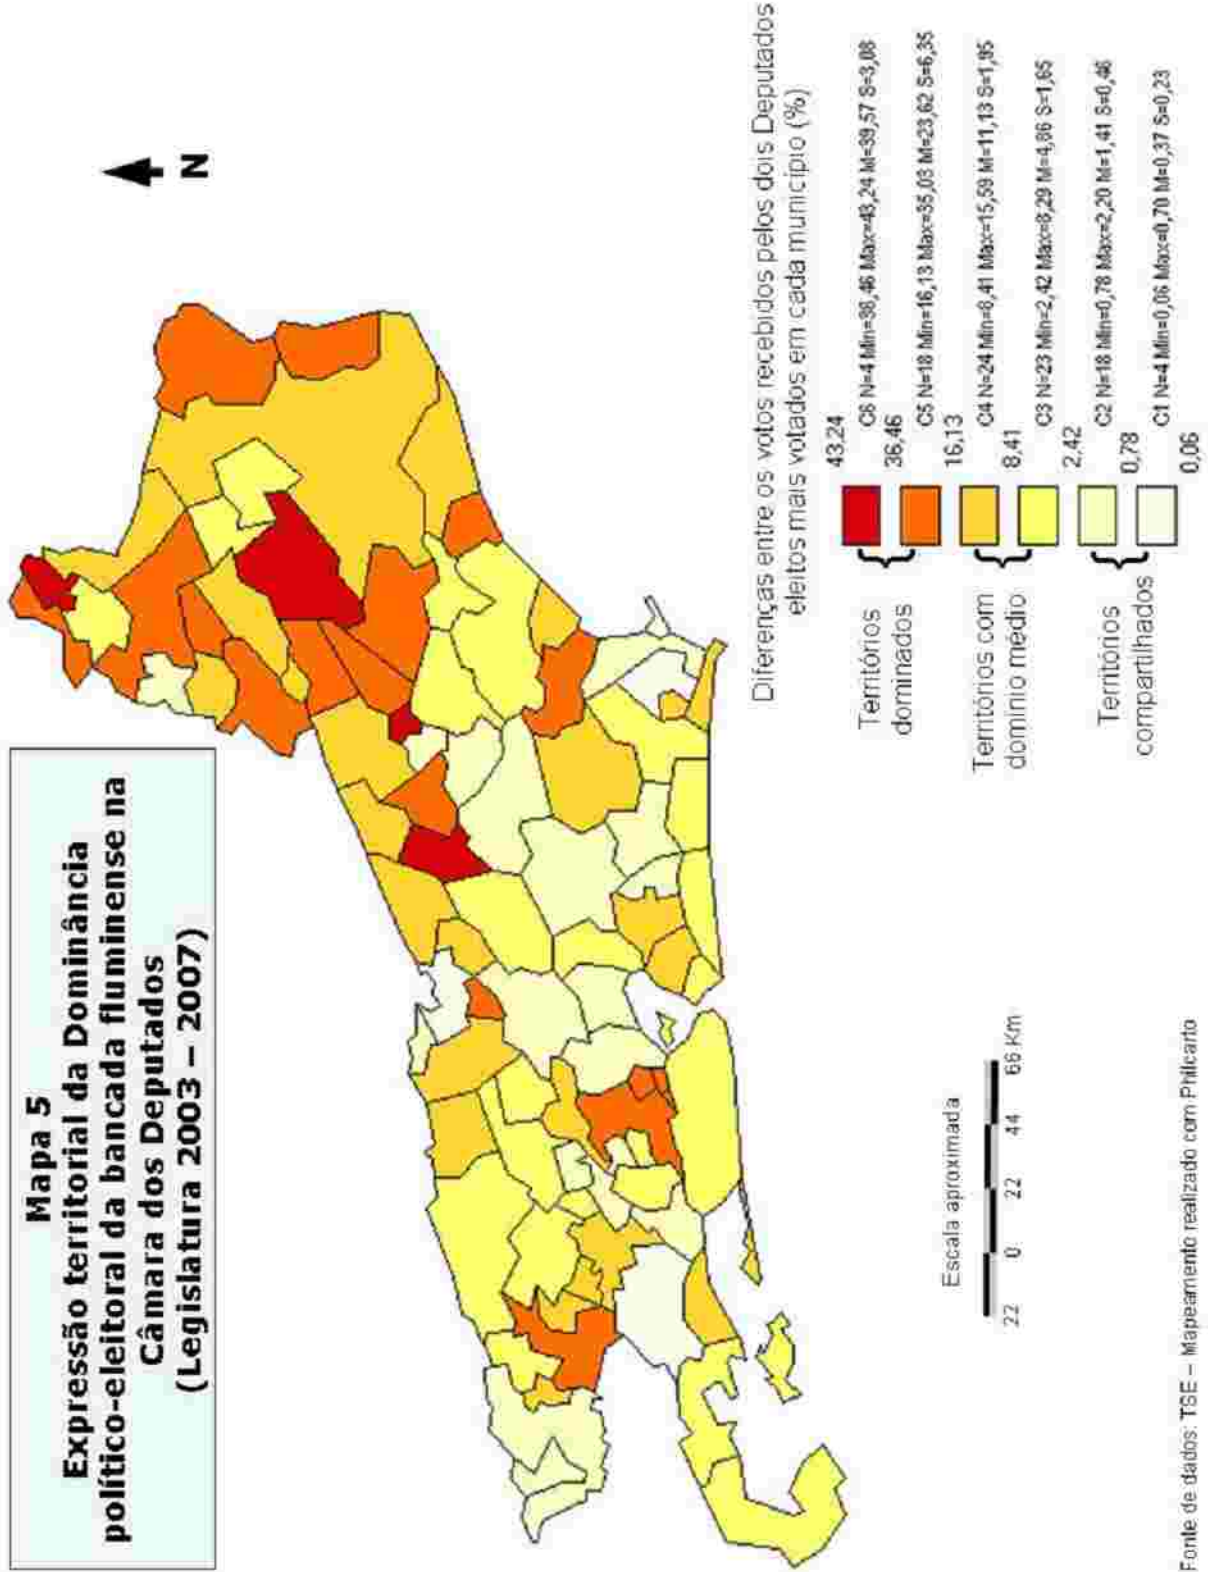 Mapa 5
Expressão territorial da Dominância
político-eleitoral da bancada fluminense na
Câmara dos Deputados
(Legislatura 2003 – 2007)
N
Diferenças entre os votos recebidos pelos dois Deputados
eleitos mais votados em cada município (%)
43,24
C6 N=4 Min=38,46 Max=43,24 M=39,57 S=3,08
36,46
Territórios
dominados
C5 N=18 Min=16,13 Max=35,03 M=23,62 S=6,35
16,13
C4 N=24 Min=8,41 Max=15,59 M=11,13 S=1,95
8,41
Territórios com
domínio médio
C3 N=23 Min=2,42 Max=8,29 M=4,86 S=1,65
2,42
C2 N=18 Min=0,78 Max=2,20 M=1,41 S=0,46
0,78
Territórios
compartilhados
C1 N=4 Min=0,06 Max=0,70 M=0,37 S=0,23
0,06
Escala aproximada
22 0 22 44 66 Km
Fonte de dados: TSE – Mapeamento realizado com Philcarto